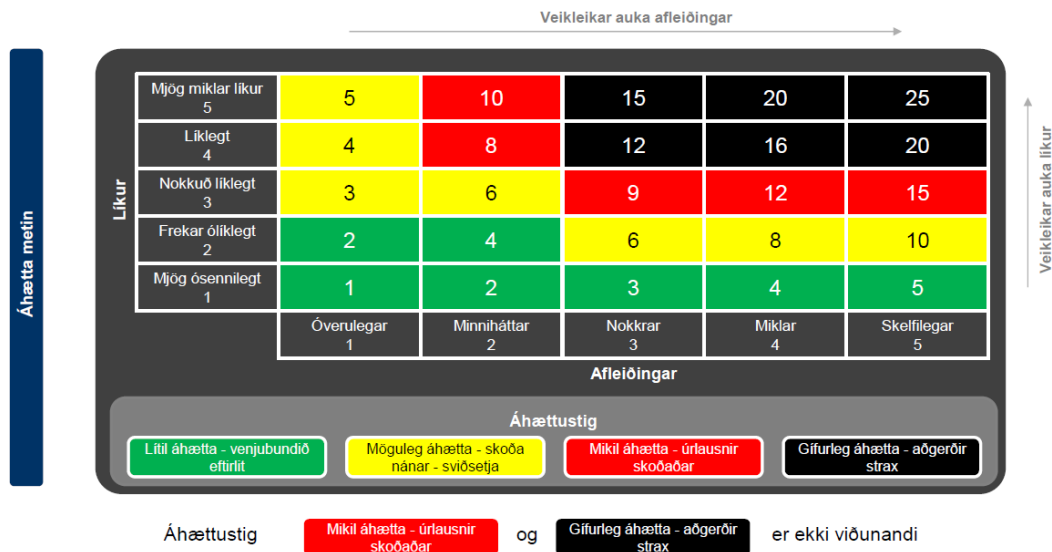 Veikleikar auka afleiðingar
Áhætta metin
Líkur
Mjög miklar líkur
5
5 10 15 20 25
Líklegt
4
4 8 12 16 20
Nokkuð líklegt
3
3 6 9 12 15
Frekar ólíklegt
2
2 4 6 8 10
Mjög ósennilegt
1
1 2 3 4 5
Óverulegar Minniháttar Nokkrar Miklar Skelfilegar
1 2 3 4 5
Afleiðingar
Veikleikar auka líkur
Áhættustig
Lítil áhætta - venjubundið
eftirlit
Möguleg áhætta - skoða
nánar - sviðsetja
Mikil áhætta - úrlausnir
skoðaðar
Gífurleg áhætta - aðgerðir
strax
Áhættustig
Mikil áhætta - úrlausnir
skoðaðar
og
Gífurleg áhætta - aðgerðir
strax
er ekki viðunandi